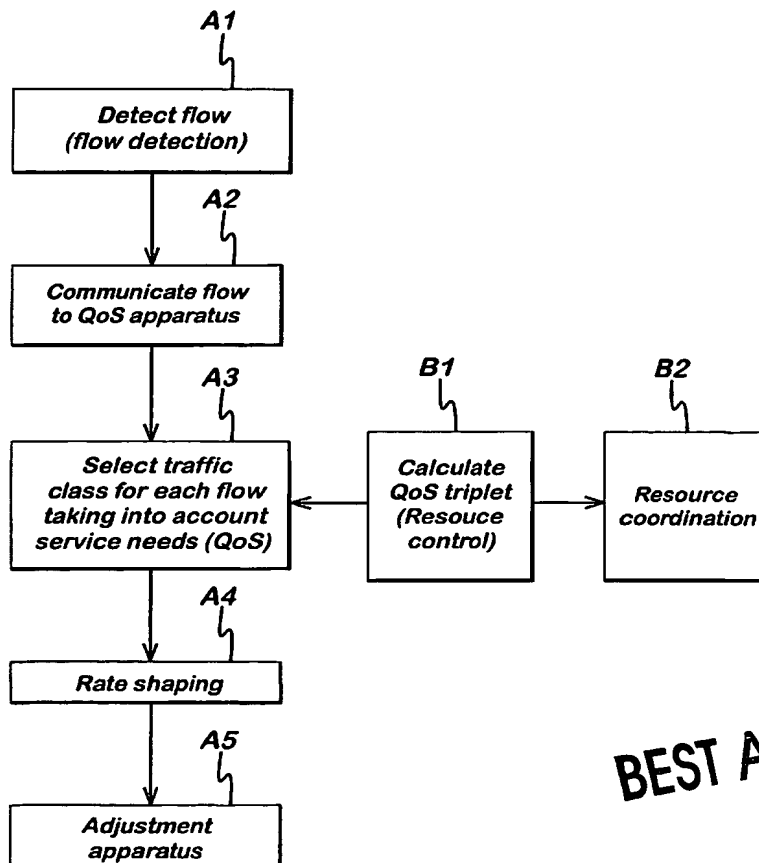 A1
Detect flow
(flow detection)
A2
Communicate flow
to QoS apparatus
A3
Select traffic
class for each flow
taking into account
service needs (QoS)
B1
Calculate
QoS triplet
(Resouce
control)
B2
Resource
coordination
A4
Rate shaping
A5
Adjustment
apparatus
BEST A